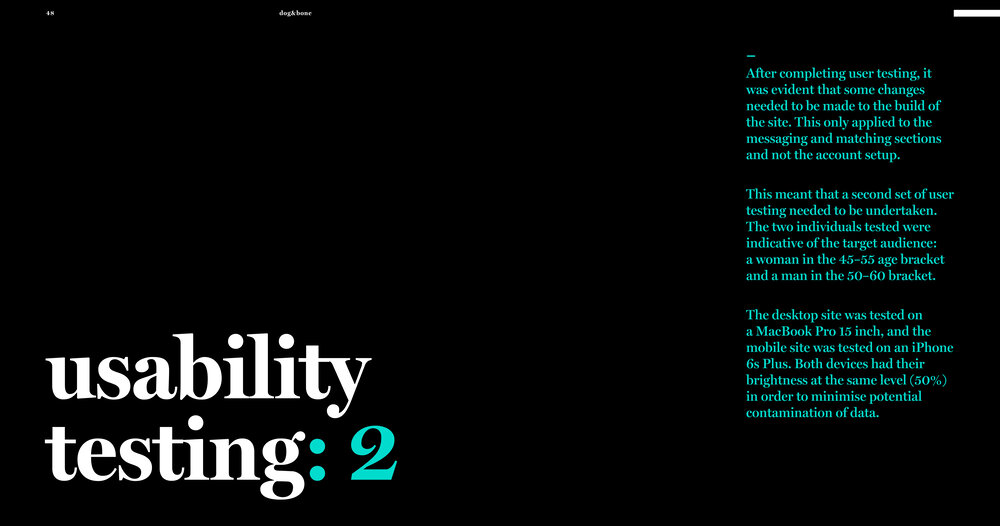 48
dog&bone
–
After completing user testing, it
was evident that some changes
needed to be made to the build of
the site. This only applied to the
messaging and matching sections
and not the account setup.
This meant that a second set of user
testing needed to be undertaken.
The two individuals tested were
indicative of the target audience:
a woman in the 45–55 age bracket
and a man in the 50–60 bracket.
The desktop site was tested on
a MacBook Pro 15 inch, and the
mobile site was tested on an iPhone
6s Plus. Both devices had their
brightness at the same level (50%)
in order to minimise potential
contamination of data.
usability
testing: 2